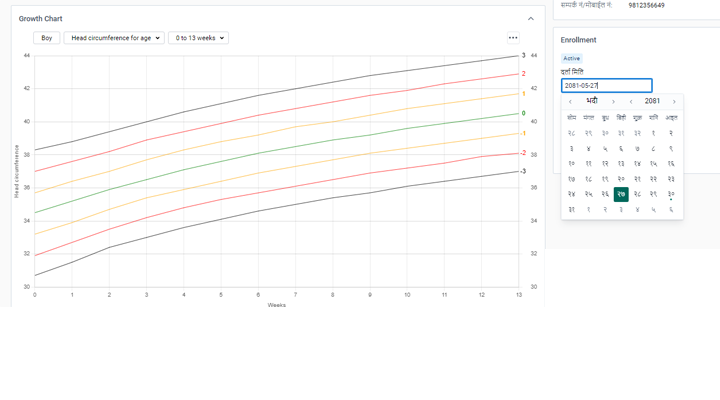 सम्पर्क नं/मोबाईल नं. 9812356649
Growth Chart
Boy Head circumference for age 0 to 13 weeks
Enrollment
Active
दर्ता मिति
2081-05-27
भदौ 2081
सोम मंगल बुध बिही शुक्र शनि आइत
२८ २९ ३० ३१ ३२ १ २
३ ४ ५ ६ ७ ८ ९
१० ११ १२ १३ १४ १५ १६
१७ १८ १९ २० २१ २२ २३
२४ २५ २६ २७ २८ २९ ३०
३१ १ २ ३ ४ ५ ६
44 3 44
2
1
42 42
0
40 40
-1
38 -2 38
-3
36 36
34 34
32 32
30 30
Head circumference
0 1 2 3 4 5 6 7 8 9 10 11 12 13
Weeks